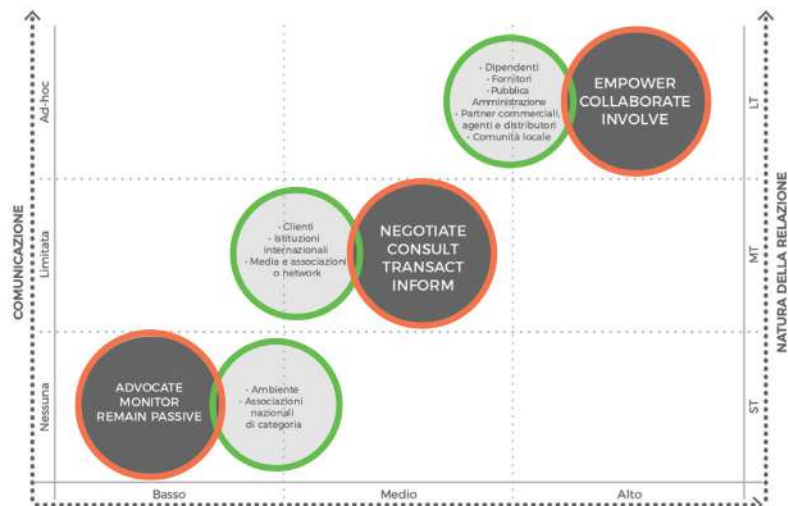 COMUNICAZIONE
Ad-hoc
Limitata
Nessuna
- Dipendenti
- Fornitori
- Pubblica
Amministrazione
- Partner commerciali,
agenti e distributori
- Comunità locale
EMPOWER
COLLABORATE
INVOLVE
- Clienti
- Istituzioni
internazionali
- Media e associazioni
o network
NEGOTIATE
CONSULT
TRANSACT
INFORM
ADVOCATE
MONITOR
REMAIN PASSIVE
- Ambiente
- Associazioni
nazionali
di categoria
LT
MT
ST
NATURA DELLA RELAZIONE
Basso
Medio
Alto